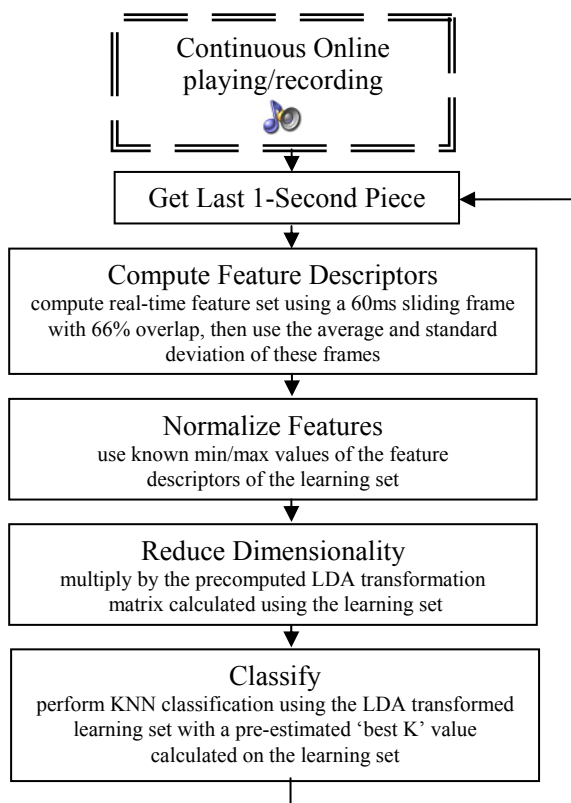 Continuous Online
playing/recording
Get Last 1-Second Piece
Compute Feature Descriptors
compute real-time feature set using a 60ms sliding frame
with 66% overlap, then use the average and standard
deviation of these frames
Normalize Features
use known min/max values of the feature
descriptors of the learning set
Reduce Dimensionality
multiply by the precomputed LDA transformation
matrix calculated using the learning set
Classify
perform KNN classification using the LDA transformed
learning set with a pre-estimated ‘best K’ value
calculated on the learning set